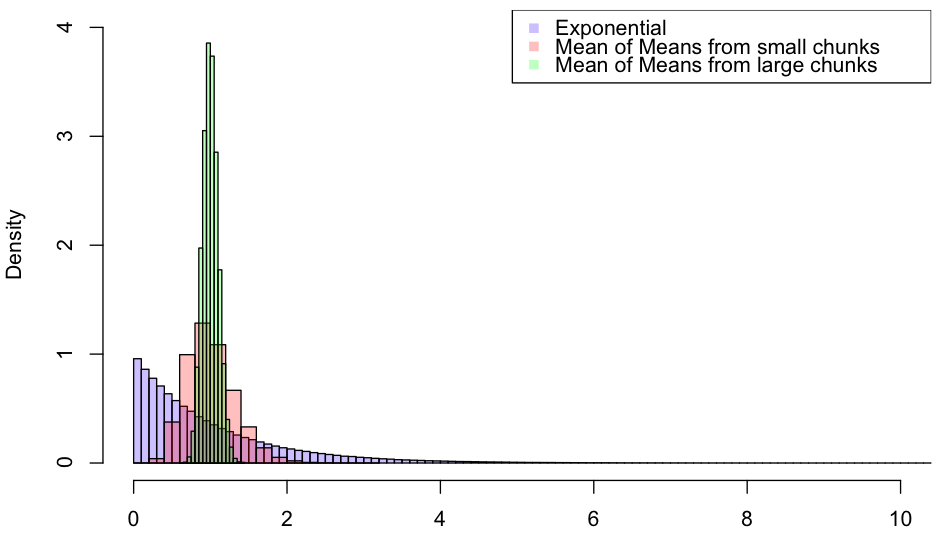 Exponential
Mean of Means from small chunks
Mean of Means from large chunks
Density
4
3
2
1
0
0 2 4 6 8 10